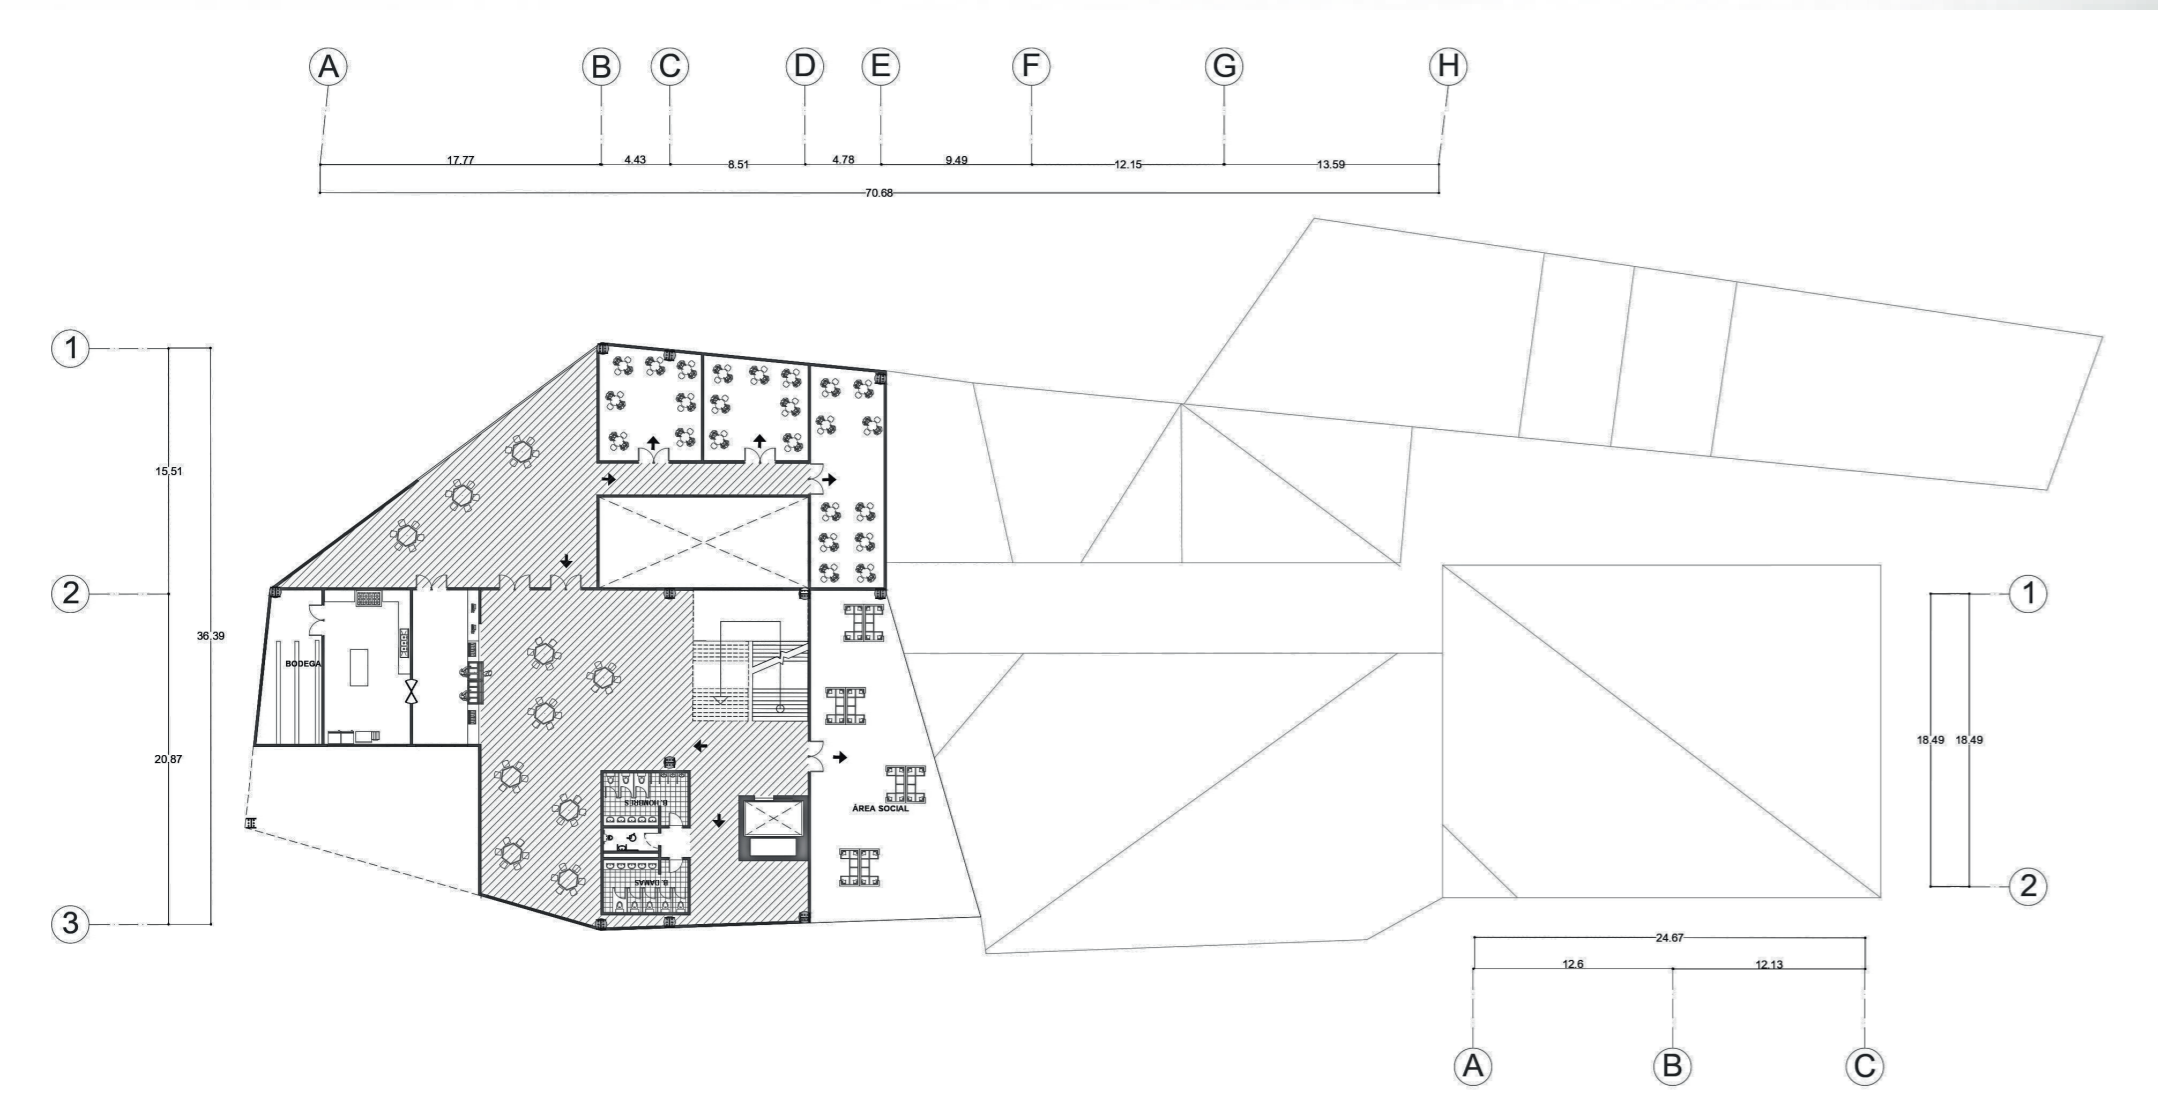 A B C D E F G H
17.77 4.43 8.51 4.78 9.49 12.15 13.59
70.68
1
15.51
2
1
36.39
BODEGA
18.49 18.49
20.87
B. HOMBRES
ÁREA SOCIAL
B. DAMAS
2
3
24.67
12.6 12.13
A B C